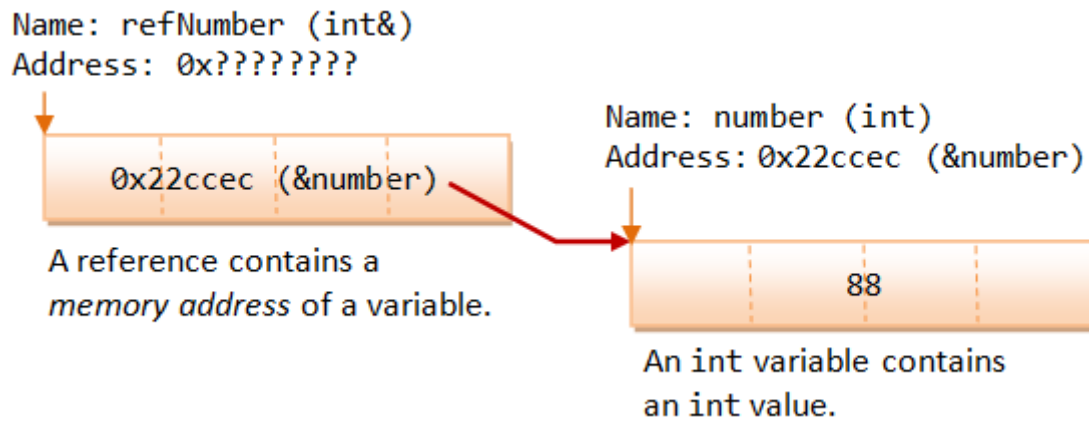 Name: refNumber (int&)
Address: 0x????????
0x22ccec (&number)
A reference contains a
memory address of a variable.
Name: number (int)
Address: 0x22ccec (&number)
88
An int variable contains
an int value.